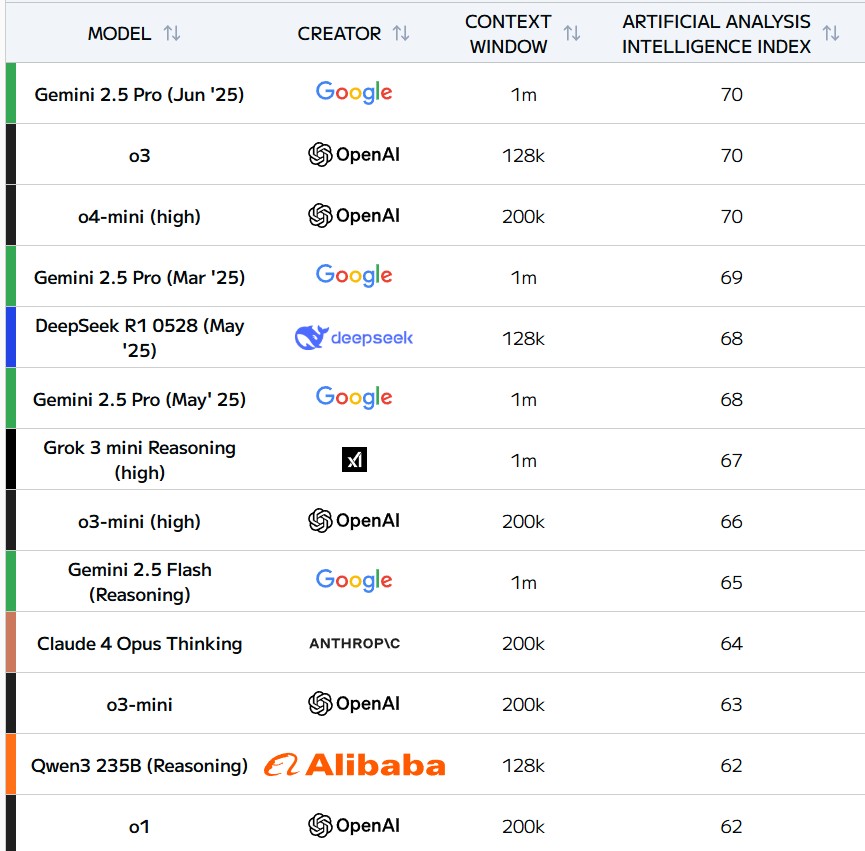 MODEL CREATOR CONTEXT WINDOW ARTIFICIAL ANALYSIS INTELLIGENCE INDEX
Gemini 2.5 Pro (Jun '25) Google 1m 70
o3 OpenAI 128k 70
o4-mini (high) OpenAI 200k 70
Gemini 2.5 Pro (Mar '25) Google 1m 69
DeepSeek R1 0528 (May '25) deepseek 128k 68
Gemini 2.5 Pro (May' 25) Google 1m 68
Grok 3 mini Reasoning (high) xI 1m 67
o3-mini (high) OpenAI 200k 66
Gemini 2.5 Flash (Reasoning) Google 1m 65
Claude 4 Opus Thinking ANTHROP\C 200k 64
o3-mini OpenAI 200k 63
Qwen3 235B (Reasoning) Alibaba 128k 62
o1 OpenAI 200k 62